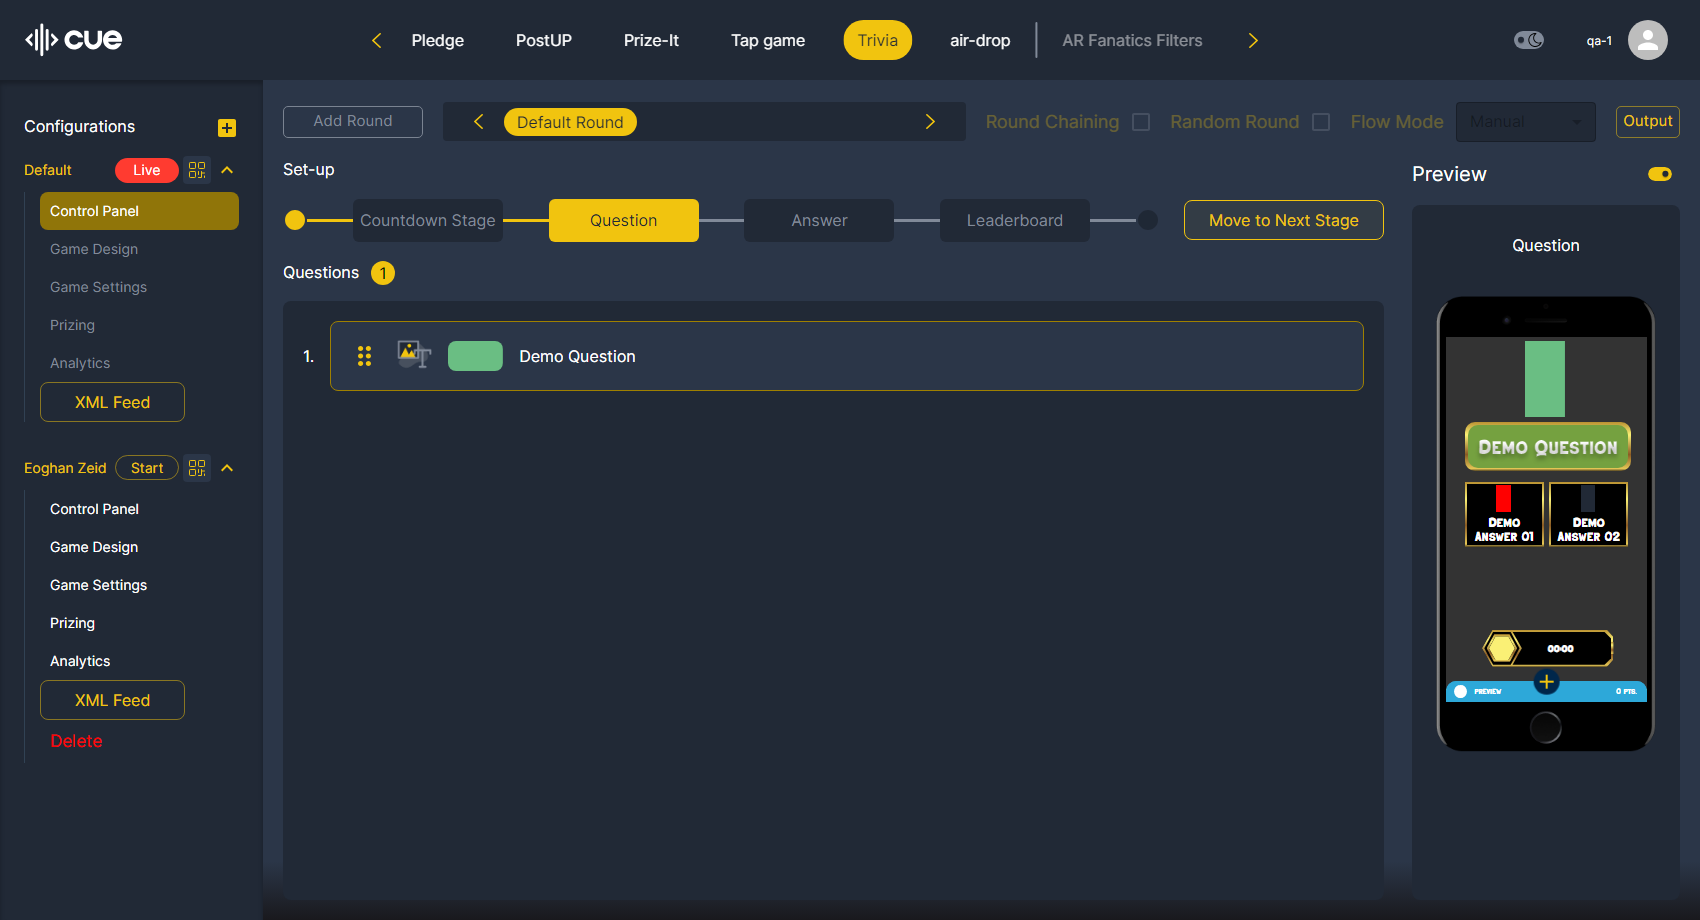 cue
Pledge
PostUP
Prize-It
Tap game
Trivia
air-drop
AR Fanatics Filters
qa-1
Configurations
Default
Live
Control Panel
Game Design
Game Settings
Prizing
Analytics
XML Feed
Eoghan Zeid
Start
Control Panel
Game Design
Game Settings
Prizing
Analytics
XML Feed
Delete
Add Round
Default Round
Round Chaining
Random Round
Flow Mode
Manual
Output
Set-up
Countdown Stage
Question
Answer
Leaderboard
Move to Next Stage
Questions 1
1.
Demo Question
Preview
Question
Demo Question
Demo
Answer 01
Demo
Answer 02
00:00
PREVIEW
0 PTS.